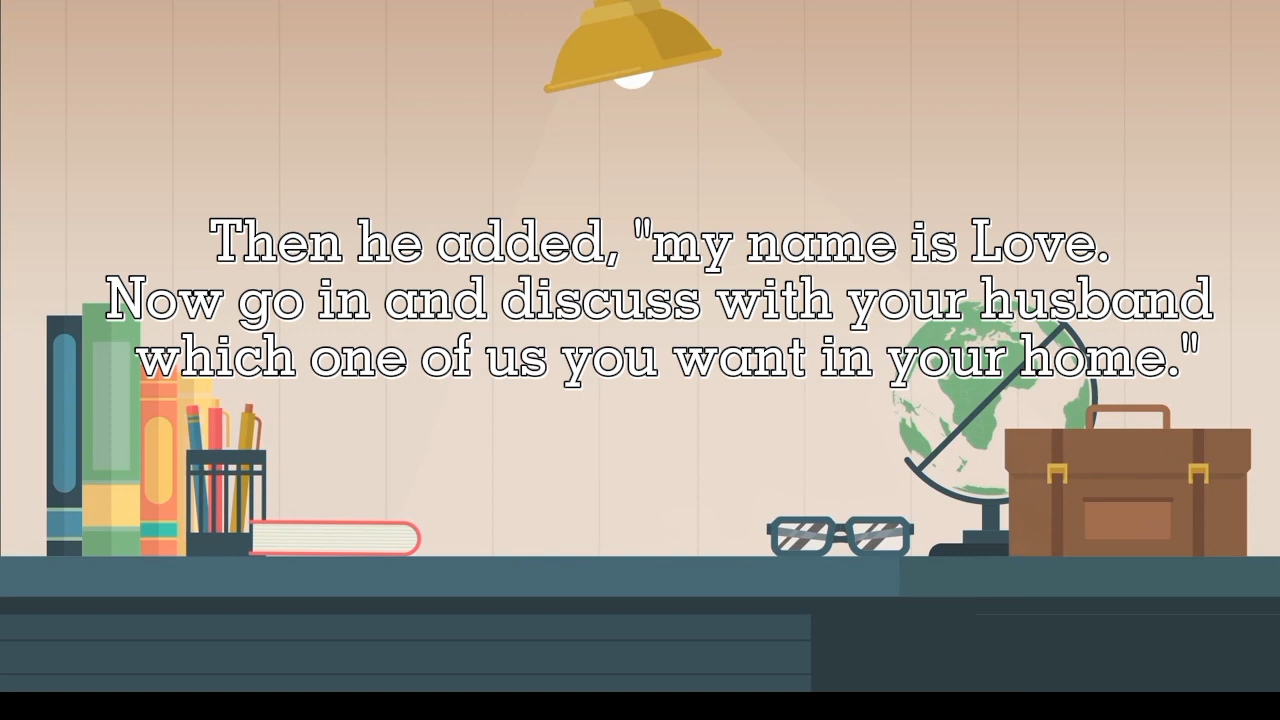 Then he added, "my name is Love.
Now go in and discuss with your husband
which one of us you want in your home."